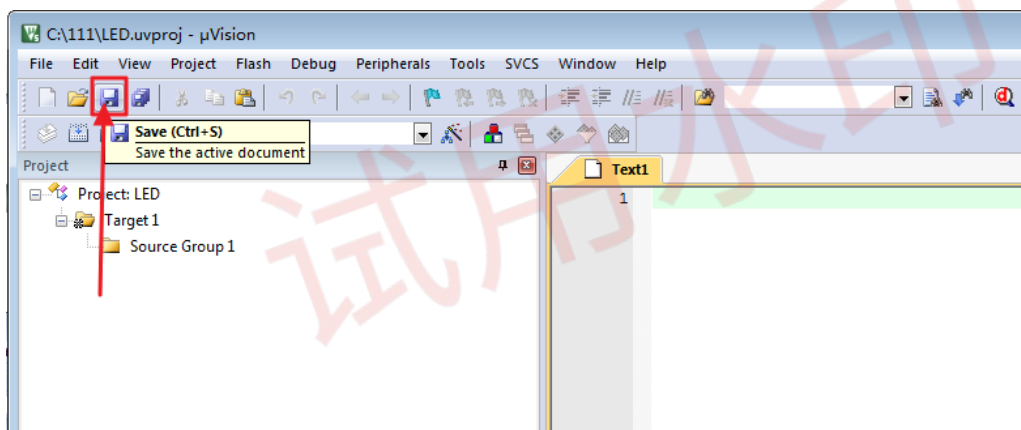 C:\111\LED.uvproj - µVision
File Edit View Project Flash Debug Peripherals Tools SVCS Window Help
Save (Ctrl+S)
Save the active document
Project
Text1
Project: LED
1
Target 1
Source Group 1
试用水印